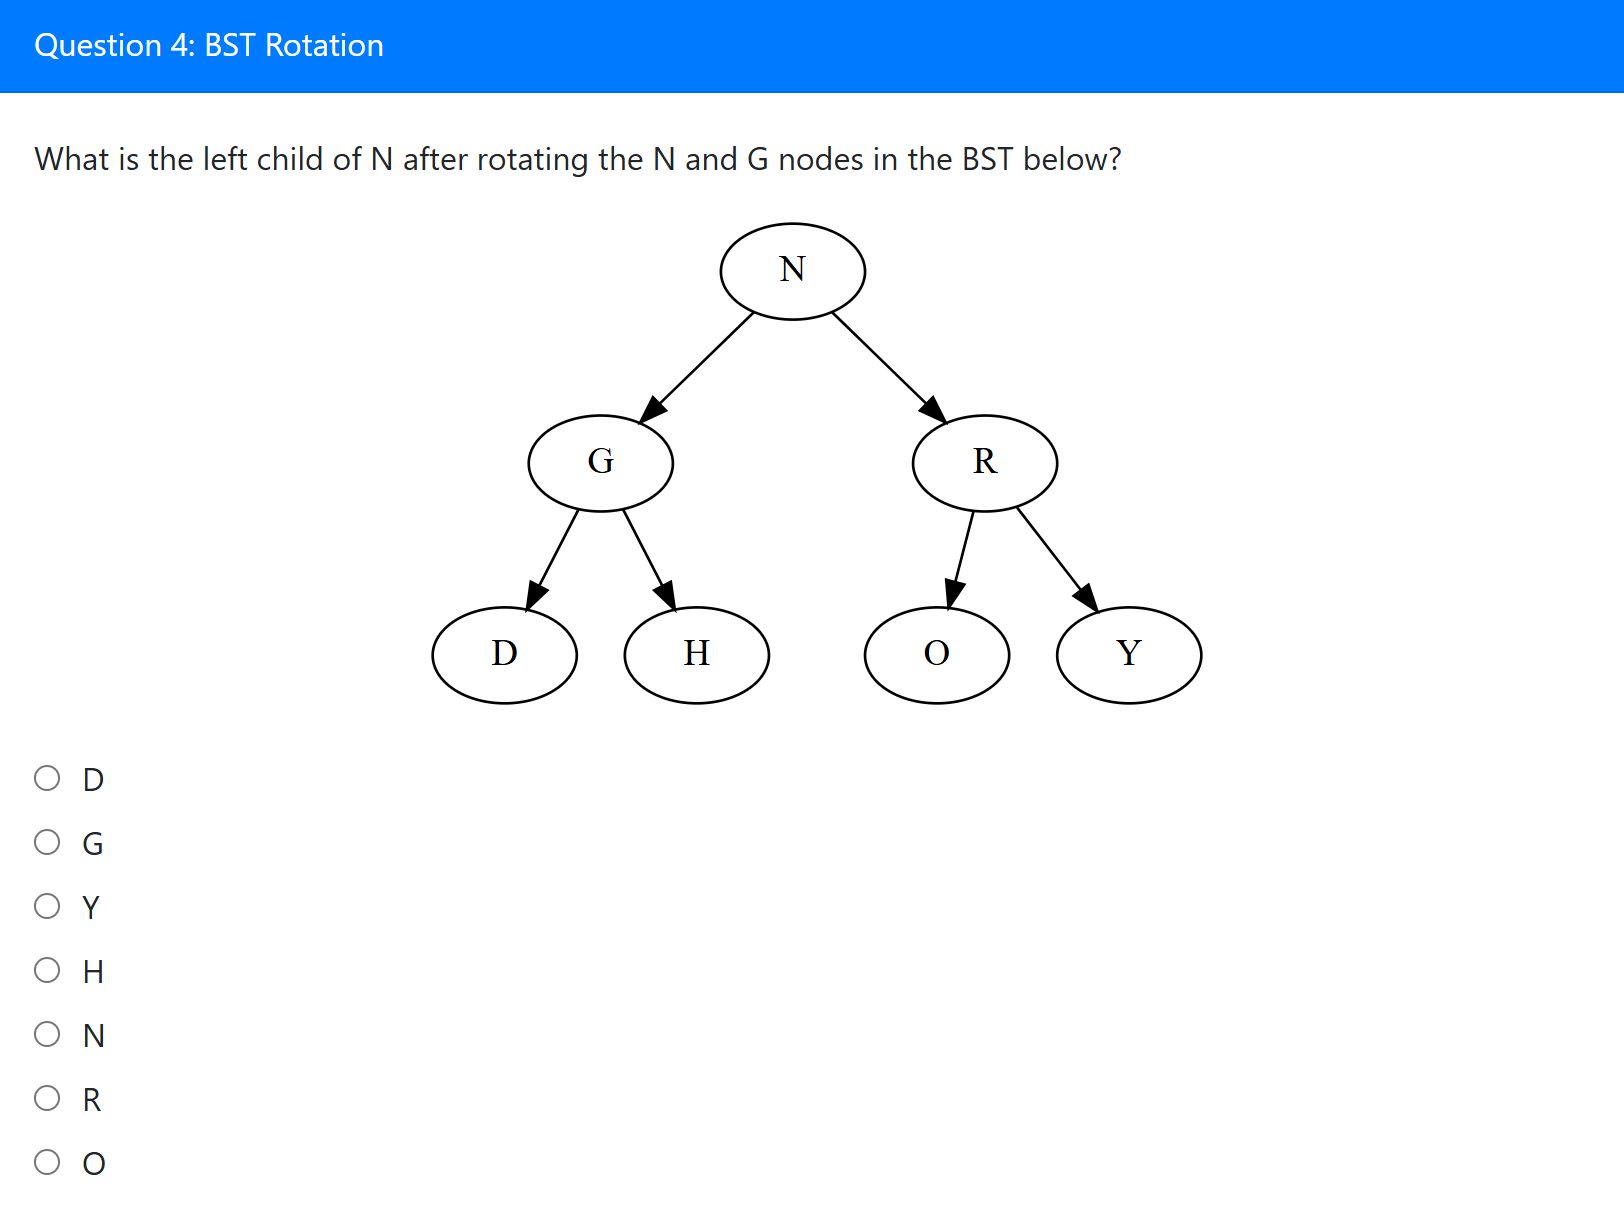 Question 4: BST Rotation
What is the left child of N after rotating the N and G nodes in the BST below?
N
G R
D H O Y
D
G
Y
H
N
R
O